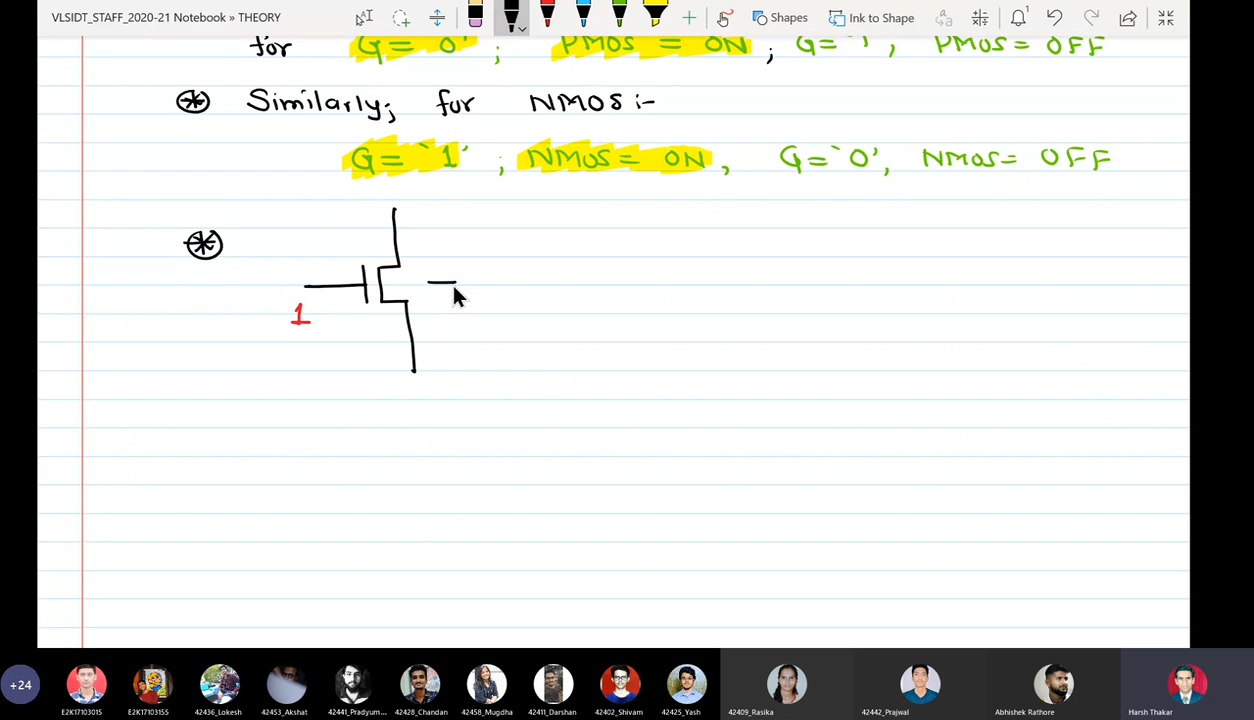 VLSIDT_STAFF_2020-21 Notebook » THEORY
Shapes
Ink to Shape
for G = `0' ; PMOS = ON ; G = `1' , PMOS = OFF
Similarly; for NMOS :-
G = `1' ; NMOS = ON , G = `0' , NMOS = OFF
1
+24
E2K17103015
E2K17103155
42436_Lokesh
42453_Akshat
42441_Pradyum...
42428_Chandan
42458_Mugdha
42411_Darshan
42402_Shivam
42425_Yash
42409_Rasika
42442_Prajwal
Abhishek Rathore
Harsh Thakar